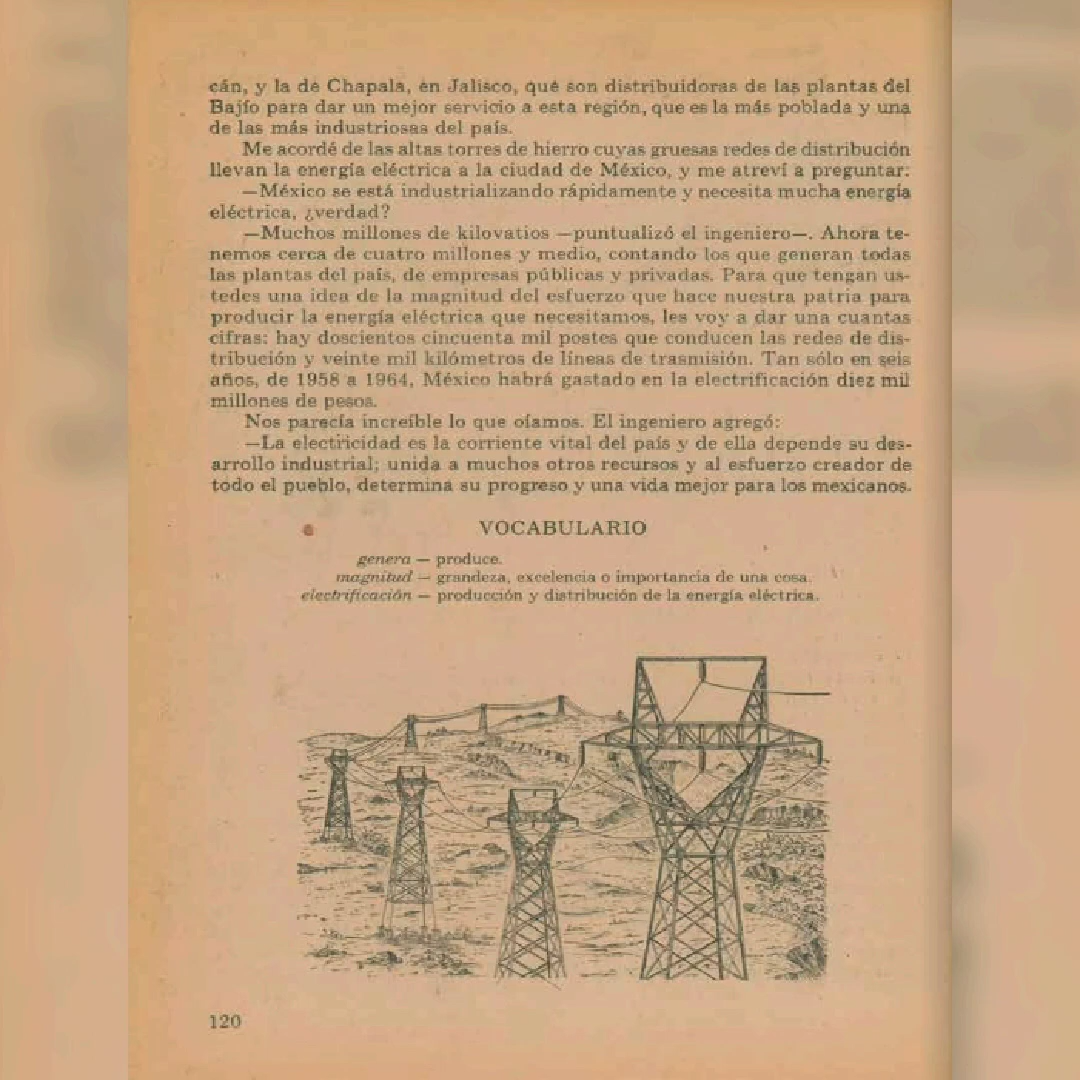 cán, y la de Chapala, en Jalisco, que son distribuidoras de las plantas del
Bajío para dar un mejor servicio a esta región, que es la más poblada y una
de las más industriosas del país.
Me acordé de las altas torres de hierro cuyas gruesas redes de distribución
llevan la energía eléctrica a la ciudad de México, y me atreví a preguntar:
—México se está industrializando rápidamente y necesita mucha energía
eléctrica, ¿verdad?
—Muchos millones de kilovatios —puntualizó el ingeniero—. Ahora te-
nemos cerca de cuatro millones y medio, contando los que generan todas
las plantas del país, de empresas públicas y privadas. Para que tengan us-
tedes una idea de la magnitud del esfuerzo que hace nuestra patria para
producir la energía eléctrica que necesitamos, les voy a dar una cuantas
cifras: hay doscientos cincuenta mil postes que conducen las redes de dis-
tribución y veinte mil kilómetros de líneas de trasmisión. Tan sólo en seis
años, de 1958 a 1964, México habrá gastado en la electrificación diez mil
millones de pesos.
Nos parecía increíble lo que oíamos. El ingeniero agregó:
—La electricidad es la corriente vital del país y de ella depende su des-
arrollo industrial; unida a muchos otros recursos y al esfuerzo creador de
todo el pueblo, determina su progreso y una vida mejor para los mexicanos.
VOCABULARIO
genera — produce.
magnitud — grandeza, excelencia o importancia de una cosa.
electrificación — producción y distribución de la energía eléctrica.
120